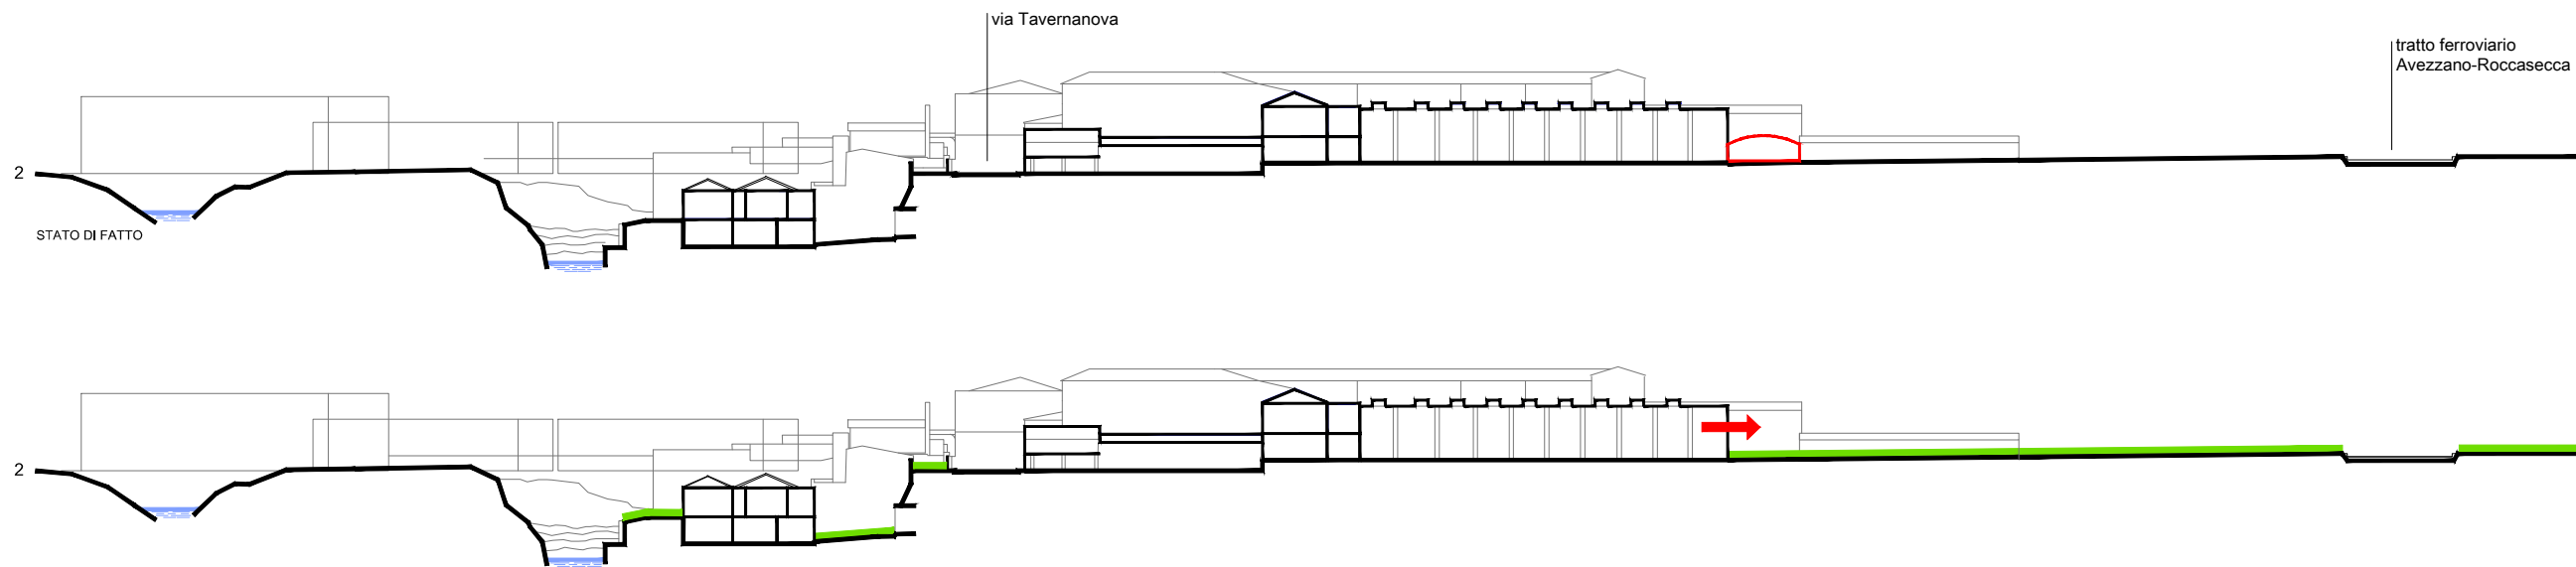 via Tavernanova
tratto ferroviario
Avezzano-Roccasecca
2
STATO DI FATTO
2